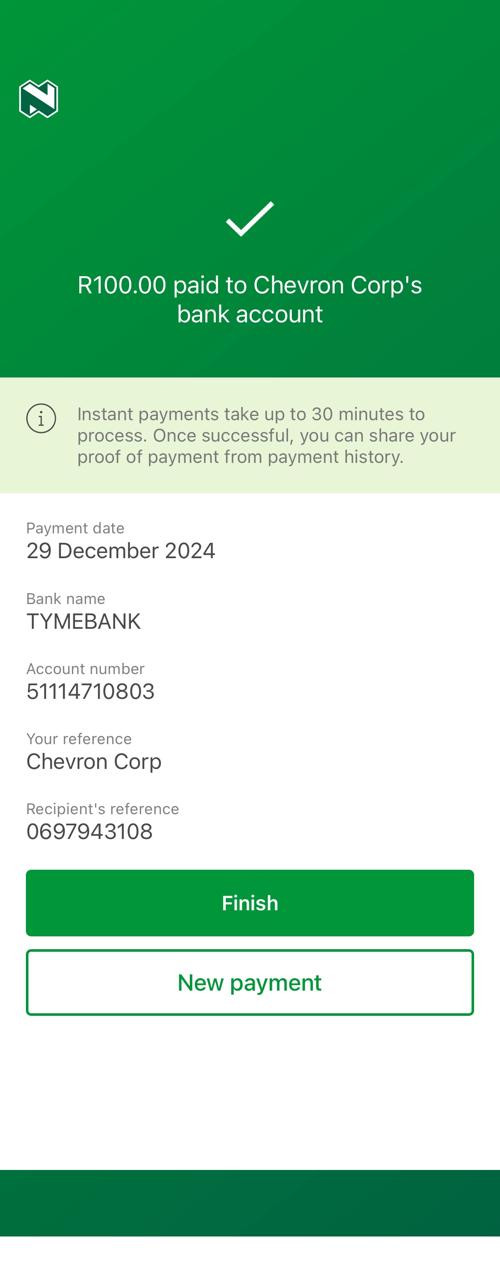 R100.00 paid to Chevron Corp's
bank account
Instant payments take up to 30 minutes to
process. Once successful, you can share your
proof of payment from payment history.
Payment date
29 December 2024
Bank name
TYMEBANK
Account number
51114710803
Your reference
Chevron Corp
Recipient's reference
0697943108
Finish
New payment